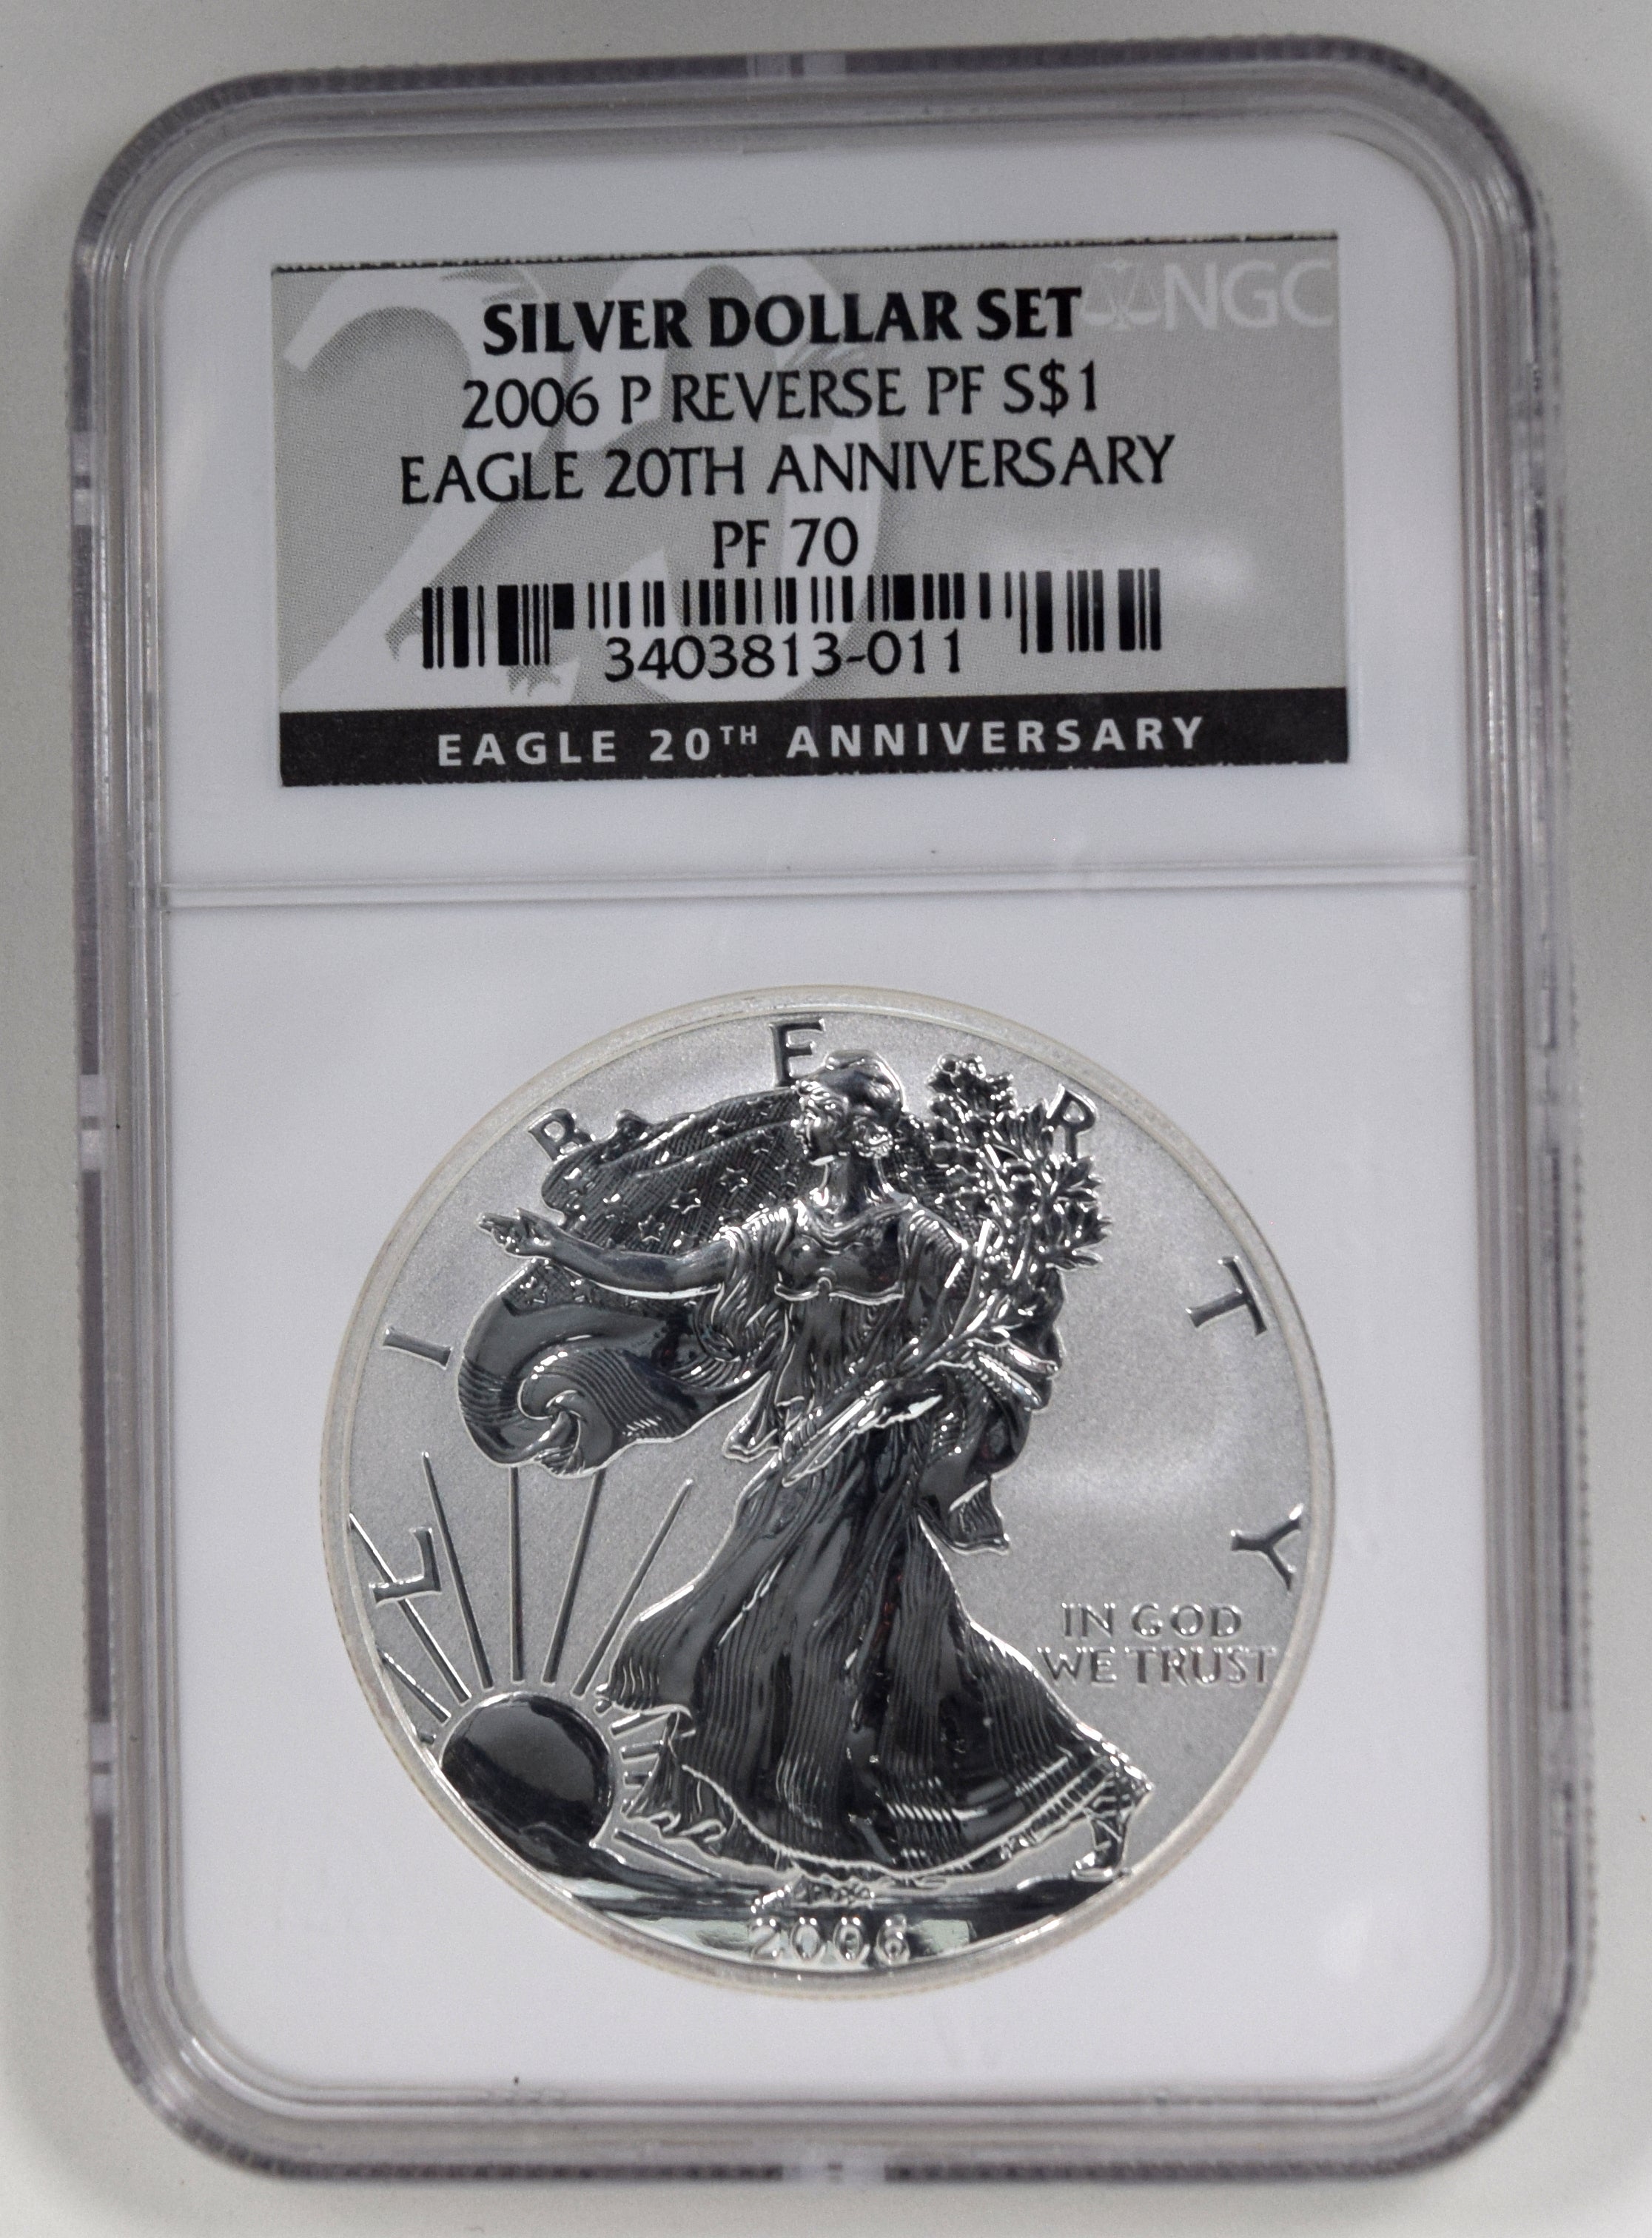 NGC
SILVER DOLLAR SET
2006 P REVERSE PF S$1
EAGLE 20TH ANNIVERSARY
PF 70
3403813-011
EAGLE 20TH ANNIVERSARY
LIBERTY
IN GOD
WE TRUST
2006